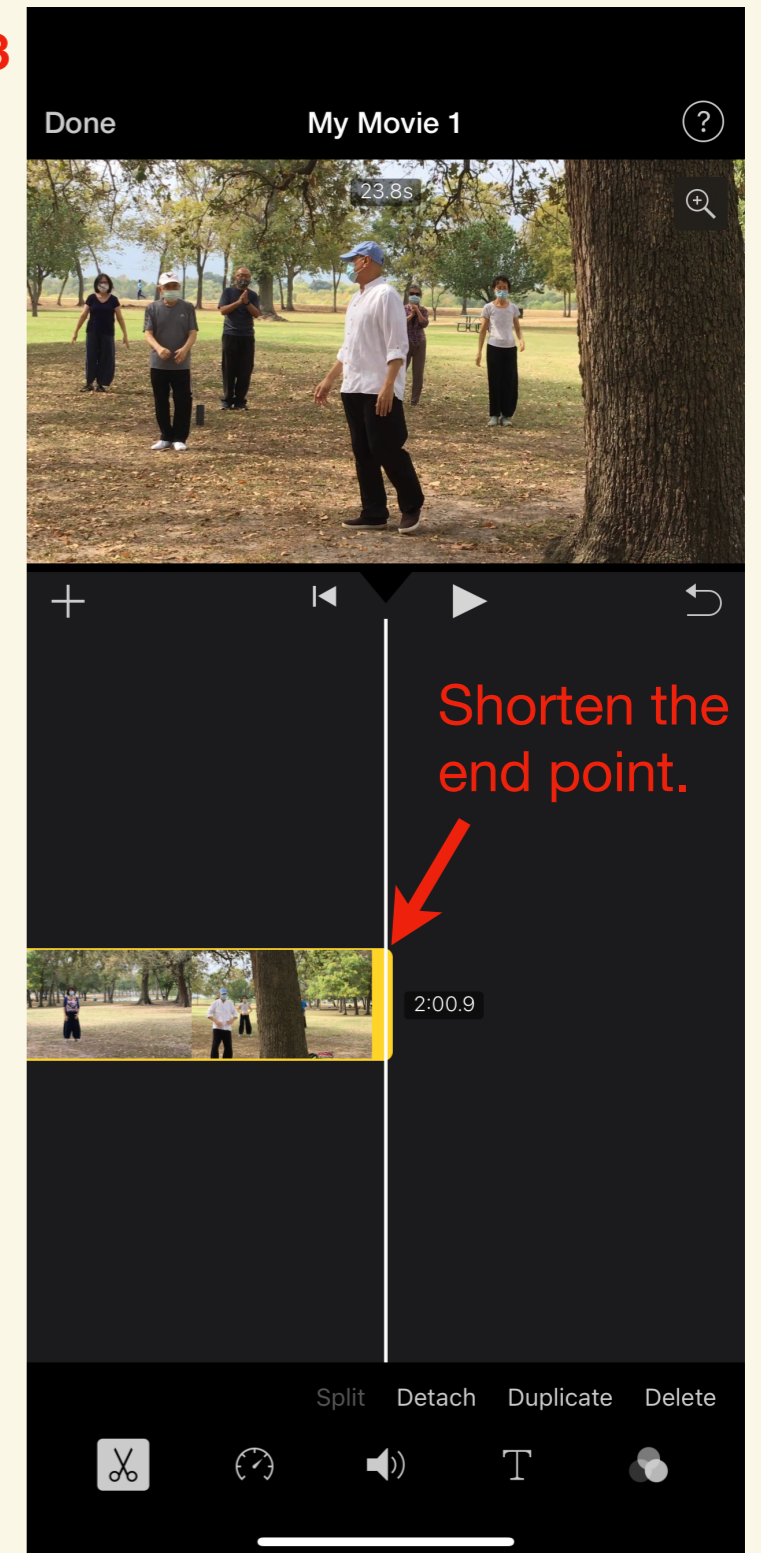 3
Done My Movie 1 ?
23.8s
Shorten the
end point.
2:00.9
Split Detach Duplicate Delete
T